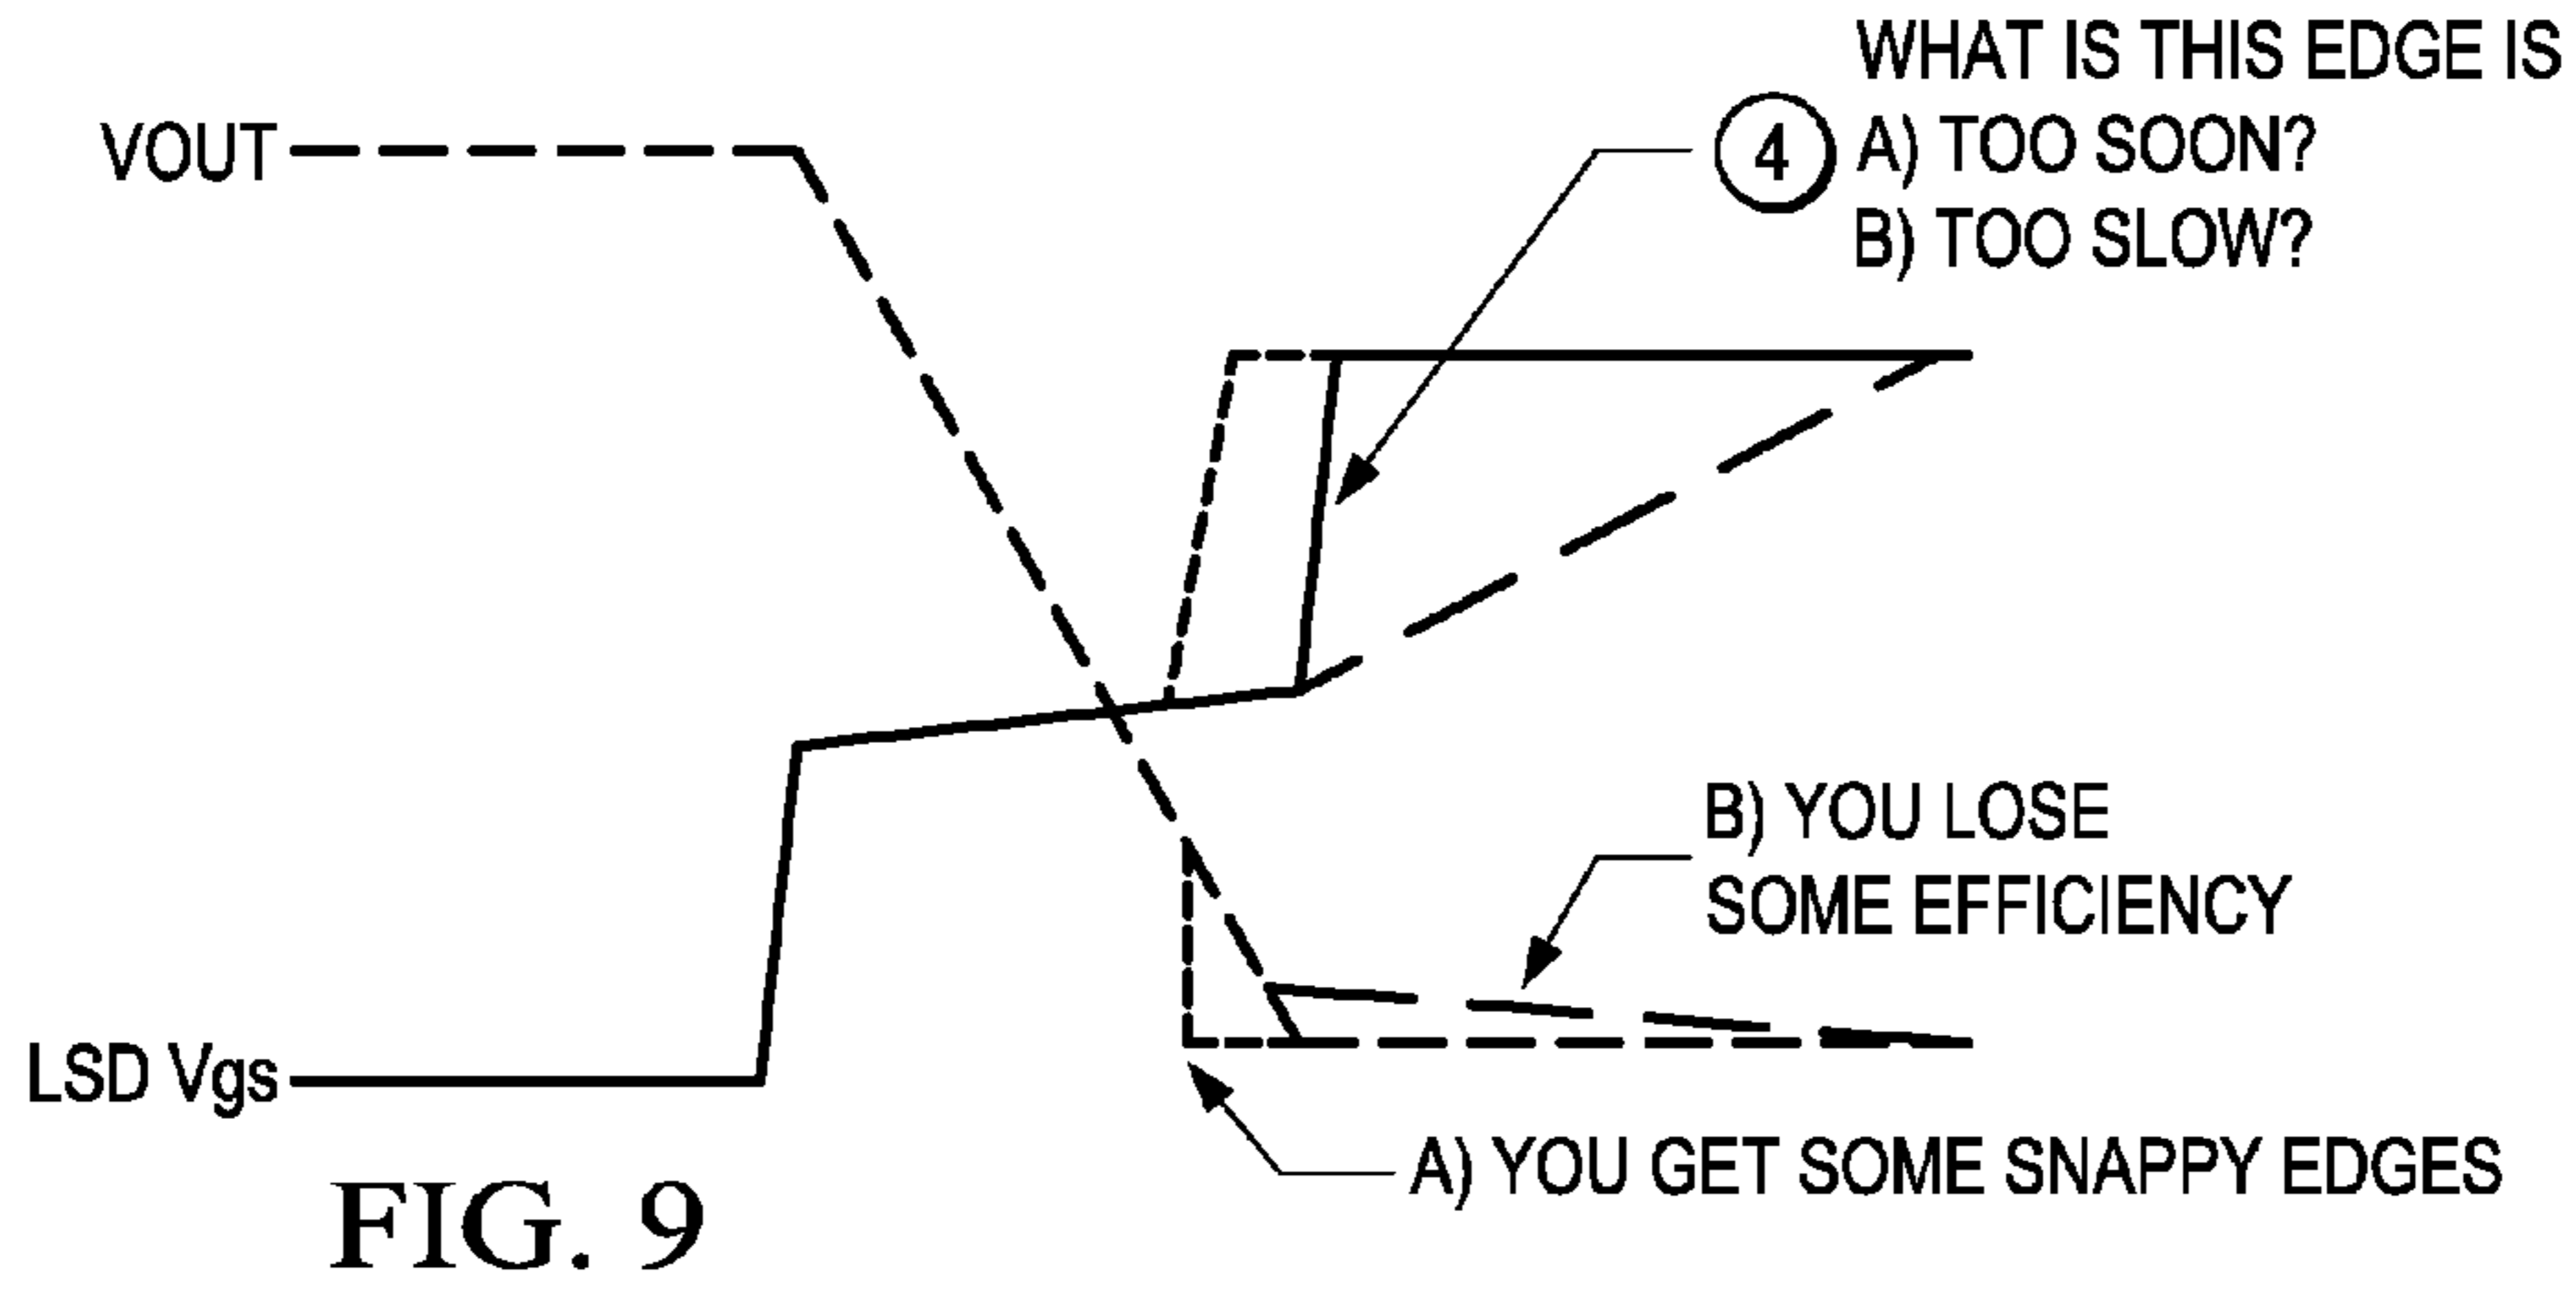 WHAT IS THIS EDGE IS
VOUT
4
A) TOO SOON?
B) TOO SLOW?
B) YOU LOSE
SOME EFFICIENCY
LSD Vgs
A) YOU GET SOME SNAPPY EDGES
FIG. 9